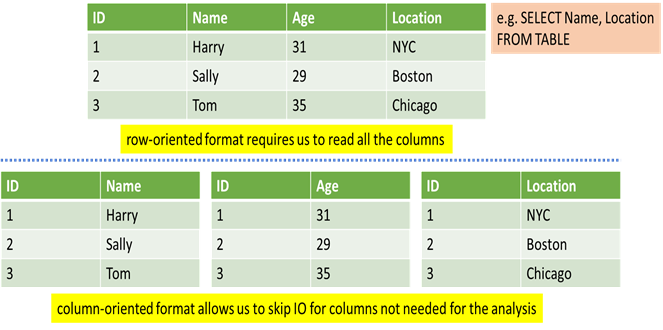 ID Name Age Location
1 Harry 31 NYC
2 Sally 29 Boston
3 Tom 35 Chicago
e.g. SELECT Name, Location
FROM TABLE
row-oriented format requires us to read all the columns
ID Name ID Age ID Location
1 Harry 1 31 1 NYC
2 Sally 2 29 2 Boston
3 Tom 3 35 3 Chicago
column-oriented format allows us to skip IO for columns not needed for the analysis